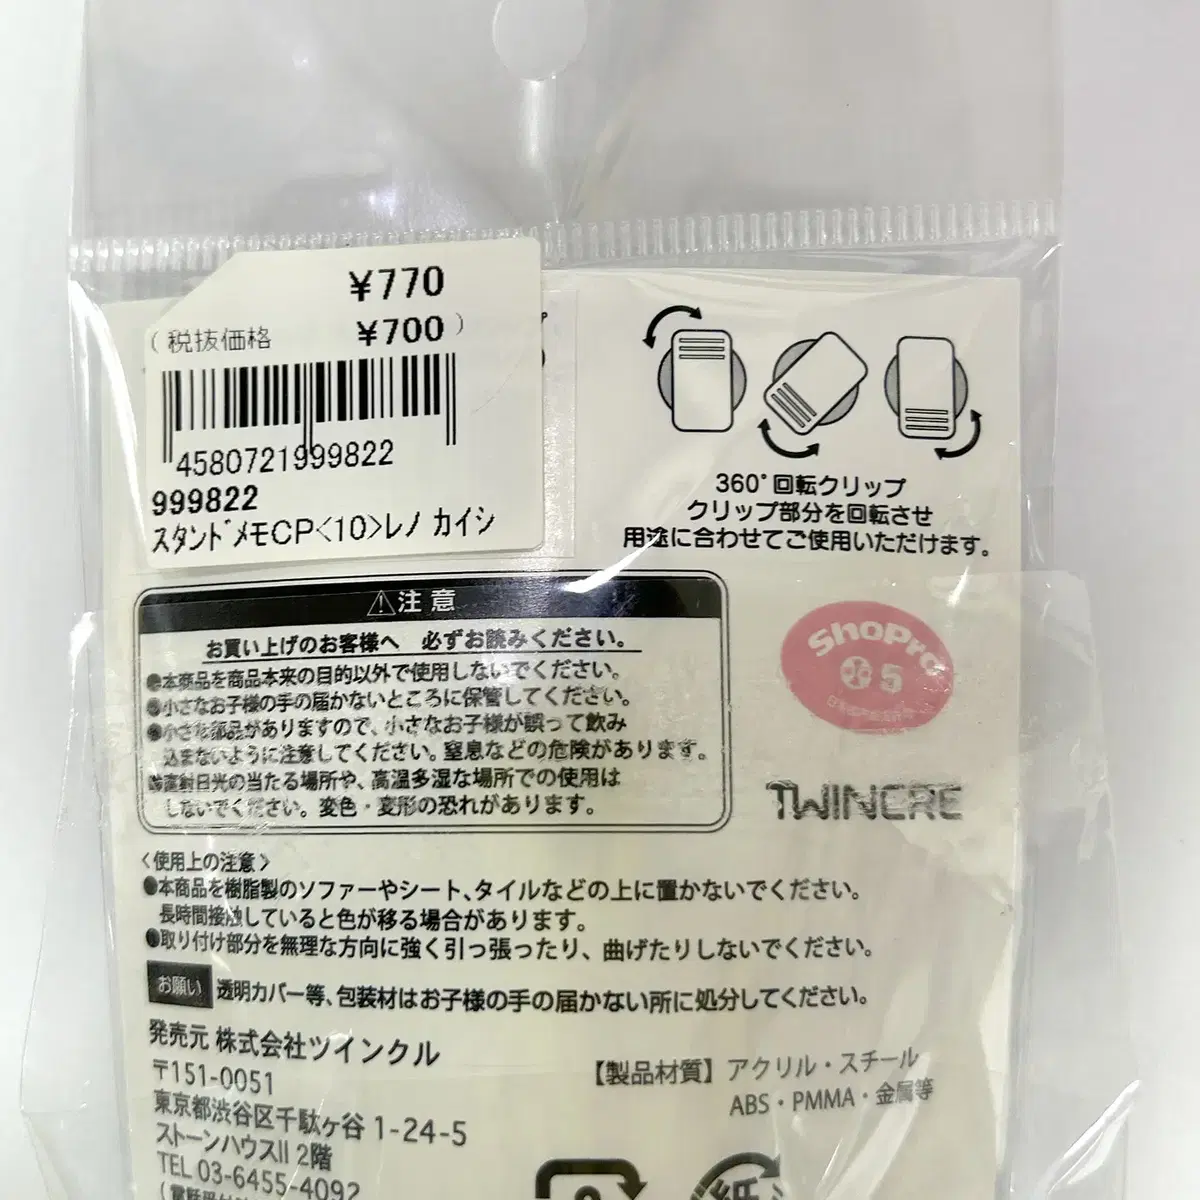 ¥770
(税抜価格 ¥700)
4580721999822
999822
スタンドメモCP<10>レノ カイシ
360°回転クリップ
クリップ部分を回転させ
用途に合わせてご使用いただけます。
⚠注意
お買い上げのお客様へ 必ずお読みください。
●本商品を商品本来の目的以外で使用しないでください。
●小さなお子様の手の届かないところに保管してください。
●小さな部品がありますので、小さなお子様が誤って飲み
込まないように注意してください。窒息などの危険があります。
●直射日光の当たる場所や、高温多湿な場所での使用は
しないでください。変色・変形の恐れがあります。
ShoPro
5
TWINCRE
〈使用上の注意〉
●本商品を樹脂製のソファーやシート、タイルなどの上に置かないでください。
長時間接触していると色が移る場合があります。
●取り付け部分を無理な方向に強く引っ張ったり、曲げたりしないでください。
お願い 透明カバー等、包装材はお子様の手の届かない所に処分してください。
発売元 株式会社ツインクル
〒151-0051
東京都渋谷区千駄ヶ谷 1-24-5
ストーンハウスII 2階
TEL 03-6455-4092
【製品材質】アクリル・スチール
ABS・PMMA・金属等
紙